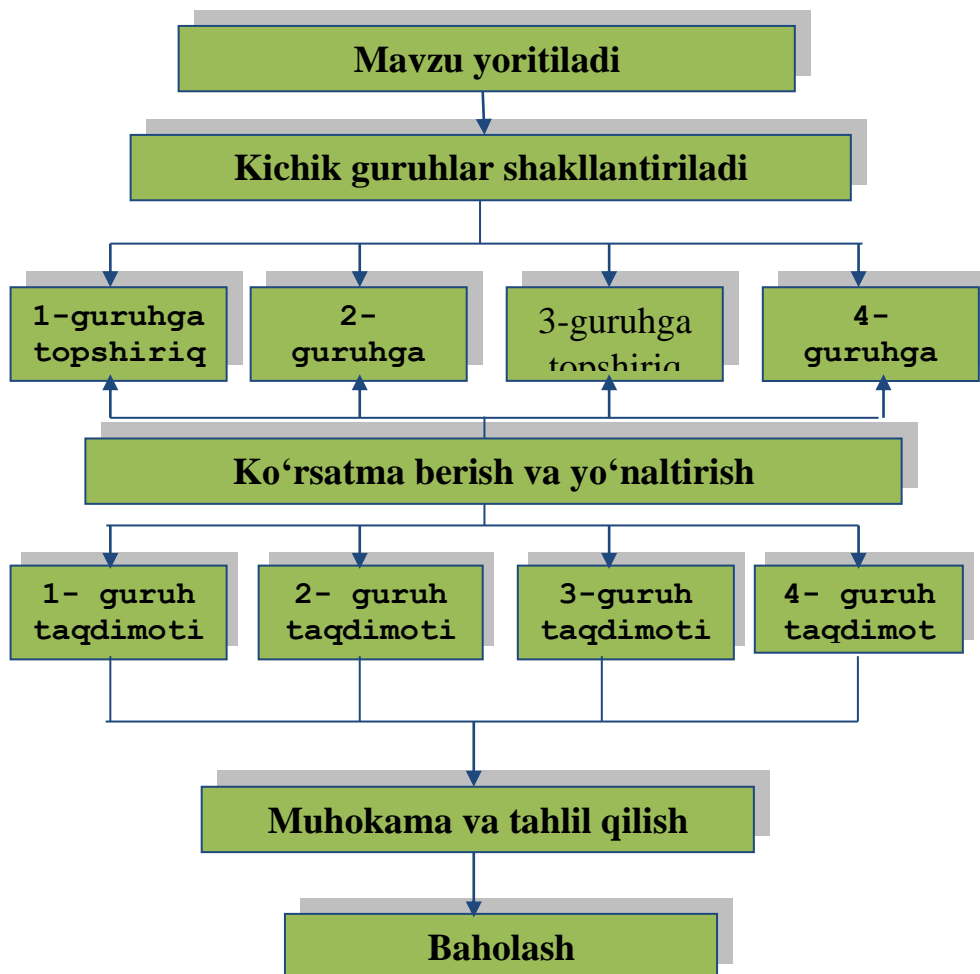 Mavzu yoritiladi
Kichik guruhlar shakllantiriladi
1-guruhga
topshiriq
2-
guruhga
3-guruhga
topshiriq
4-
guruhga
Ko‘rsatma berish va yo‘naltirish
1- guruh
taqdimoti
2- guruh
taqdimoti
3-guruh
taqdimoti
4- guruh
taqdimot
Muhokama va tahlil qilish
Baholash